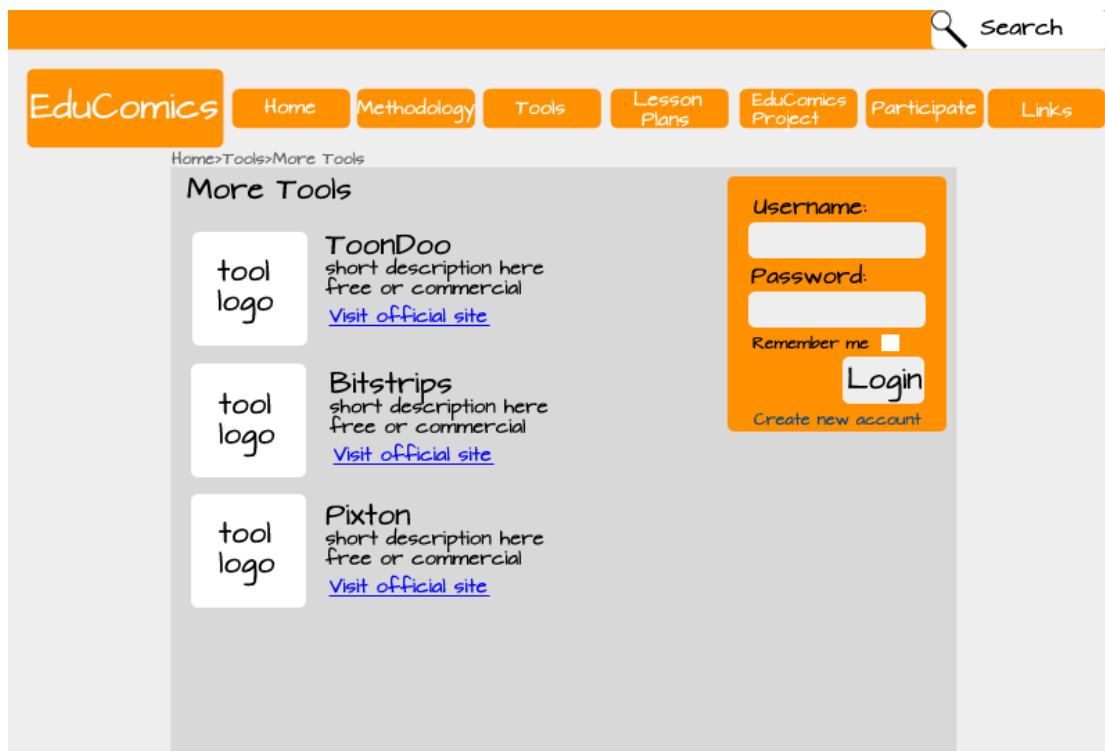 Search
EduComics
Home
Methodology
Tools
Lesson
Plans
EduComics
Project
Participate
Links
Home>Tools>More Tools
More Tools
tool
logo
ToonDoo
short description here
free or commercial
Visit official site
tool
logo
Bitstrips
short description here
free or commercial
Visit official site
tool
logo
Pixton
short description here
free or commercial
Visit official site
Username:
Password:
Remember me
Login
Create new account